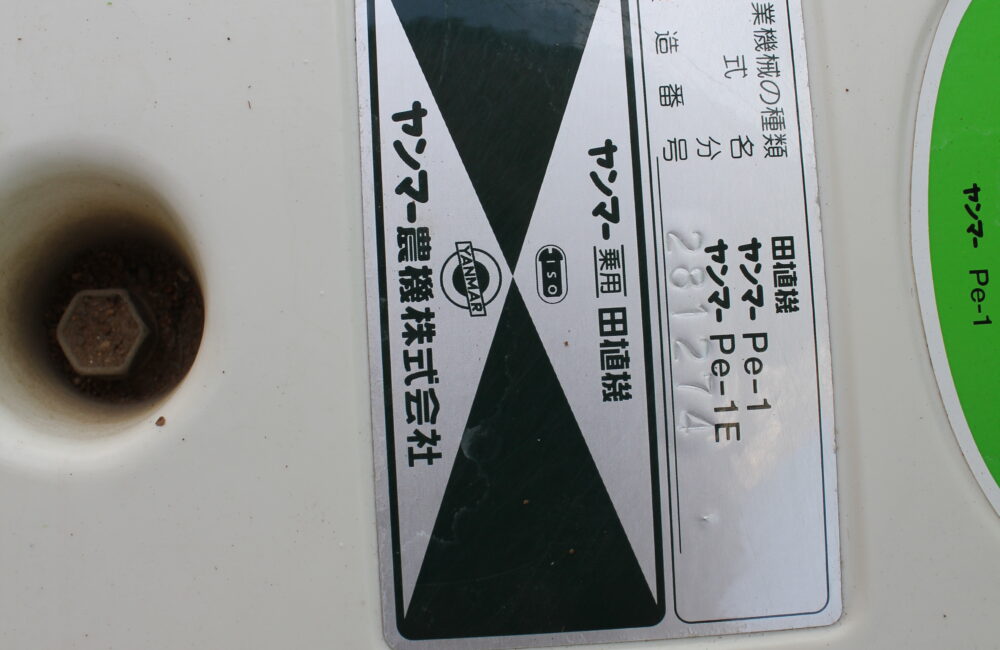 業機械の種類 田植機
式 名 ヤンマー Pe-1
分 ヤンマー Pe-1E
造番号 281274
ヤンマー 乗用 田植機
ISO
YANMAR
ヤンマー農機株式会社
ヤンマー Pe-1